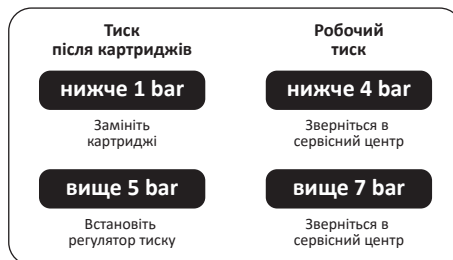 Тиск
після картриджів
нижче 1 bar
Замініть
картриджі
вище 5 bar
Встановіть
регулятор тиску
Робочий
тиск
нижче 4 bar
Зверніться в
сервісний центр
вище 7 bar
Зверніться в
сервісний центр